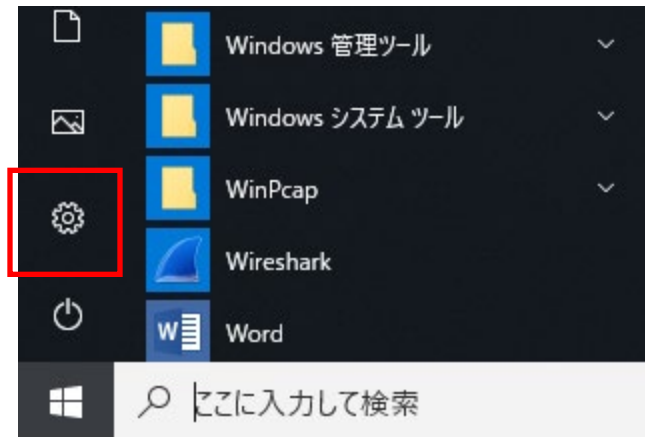 Windows 管理ツール
Windows システム ツール
WinPcap
Wireshark
Word
ここに入力して検索